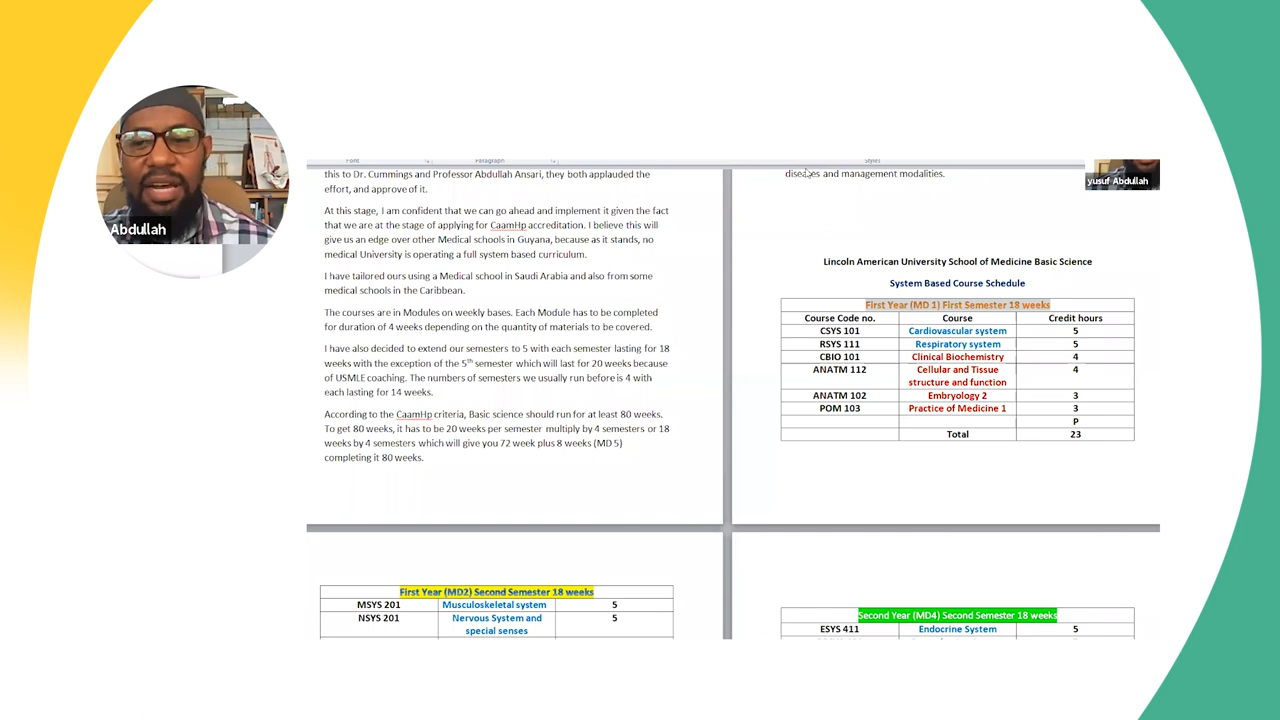 Abdullah
Font
Paragraph
Styles
this to Dr. Cummings and Professor Abdullah Ansari, they both applauded the
effort, and approve of it.
At this stage, I am confident that we can go ahead and implement it given the fact
that we are at the stage of applying for CaamHp accreditation. I believe this will
give us an edge over other Medical schools in Guyana, because as it stands, no
medical University is operating a full system based curriculum.
I have tailored ours using a Medical school in Saudi Arabia and also from some
medical schools in the Caribbean.
The courses are in Modules on weekly bases. Each Module has to be completed
for duration of 4 weeks depending on the quantity of materials to be covered.
I have also decided to extend our semesters to 5 with each semester lasting for 18
weeks with the exception of the 5th semester which will last for 20 weeks because
of USMLE coaching. The numbers of semesters we usually run before is 4 with
each lasting for 14 weeks.
According to the CaamHp criteria, Basic science should run for at least 80 weeks.
To get 80 weeks, it has to be 20 weeks per semester multiply by 4 semesters or 18
weeks by 4 semesters which will give you 72 week plus 8 weeks (MD 5)
completing it 80 weeks.
diseases and management modalities.
yusuf Abdullah
Lincoln American University School of Medicine Basic Science
System Based Course Schedule
First Year (MD 1) First Semester 18 weeks
Course Code no. Course Credit hours
CSYS 101 Cardiovascular system 5
RSYS 111 Respiratory system 5
CBIO 101 Clinical Biochemistry 4
ANATM 112 Cellular and Tissue 4
structure and function
ANATM 102 Embryology 2 3
POM 103 Practice of Medicine 1 3
P
Total 23
First Year (MD2) Second Semester 18 weeks
MSYS 201 Musculoskeletal system 5
NSYS 201 Nervous System and 5
special senses
Second Year (MD4) Second Semester 18 weeks
ESYS 411 Endocrine System 5